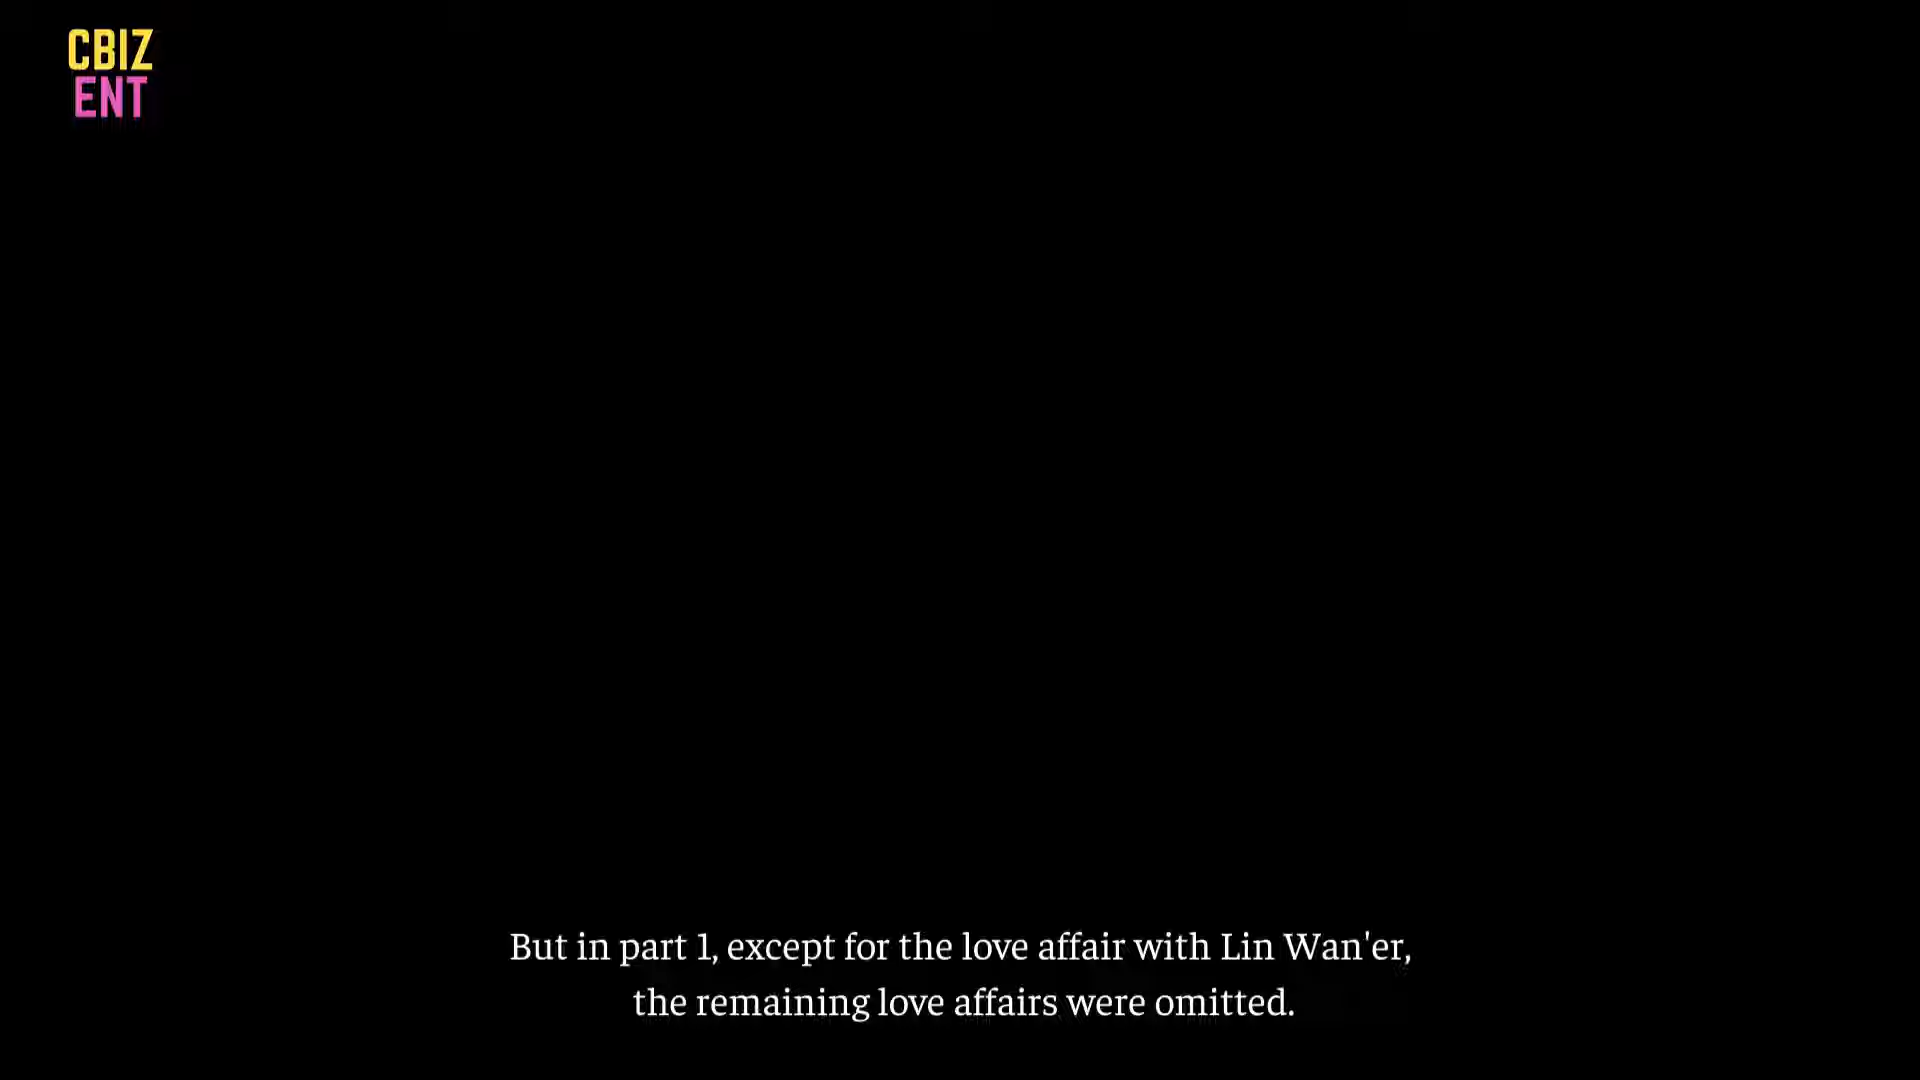 CBIZ
ENT
But in part 1, except for the love affair with Lin Wan'er,
the remaining love affairs were omitted.